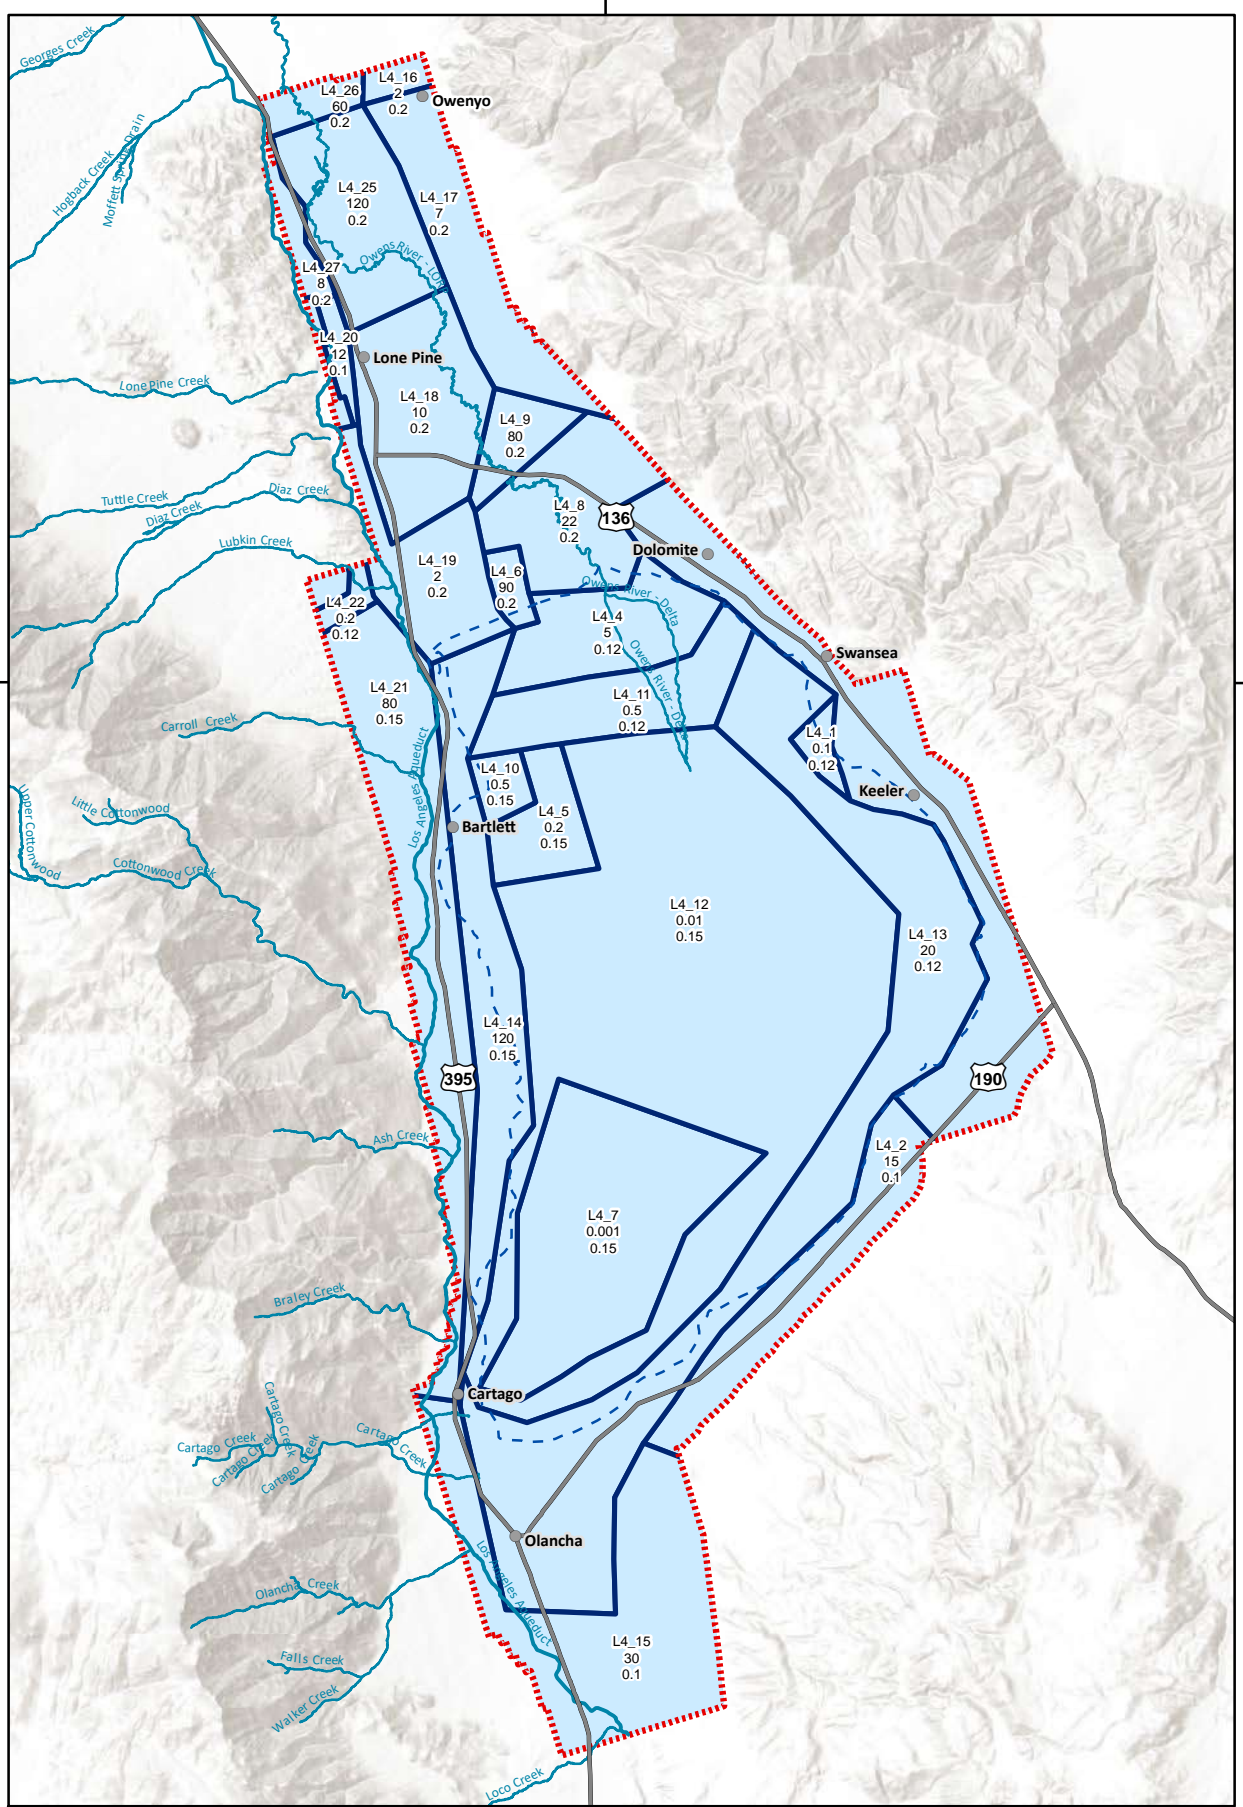 Georges Creek
L4_16
2
0.2
L4_26
60
0.2
Owenyo
Moffett Spring Drain
Hogback Creek
L4_25
120
0.2
L4_17
7
0.2
Owens River - LORP
L4_27
8
0.2
L4_20
12
0.1
Lone Pine
Lone Pine Creek
L4_18
10
0.2
L4_9
80
0.2
Tuttle Creek
Diaz Creek
Diaz Creek
Lubkin Creek
L4_8
22
0.2
136
Dolomite
L4_19
2
0.2
L4_6
90
0.2
Owens River - Delta
L4_22
0.2
0.12
L4_4
5
0.12
Owens River - Delta
Swansea
L4_21
80
0.15
L4_11
0.5
0.12
Carroll Creek
Los Angeles Aqueduct
L4_1
0.1
0.12
L4_10
0.5
0.15
Keeler
Upper Cottonwood
Little Cottonwood
L4_5
0.2
0.15
Bartlett
Cottonwood Creek
L4_12
0.01
0.15
L4_13
20
0.12
L4_14
120
0.15
395
190
Ash Creek
L4_2
15
0.1
L4_7
0.001
0.15
Braley Creek
Cartago
Cartago Creek
Cartago Creek
Cartago Creek
Cartago Creek
Cartago Creek
Olancha
Los Angeles Aqueduct
Olancha Creek
L4_15
30
0.1
Falls Creek
Walker Creek
Loco Creek